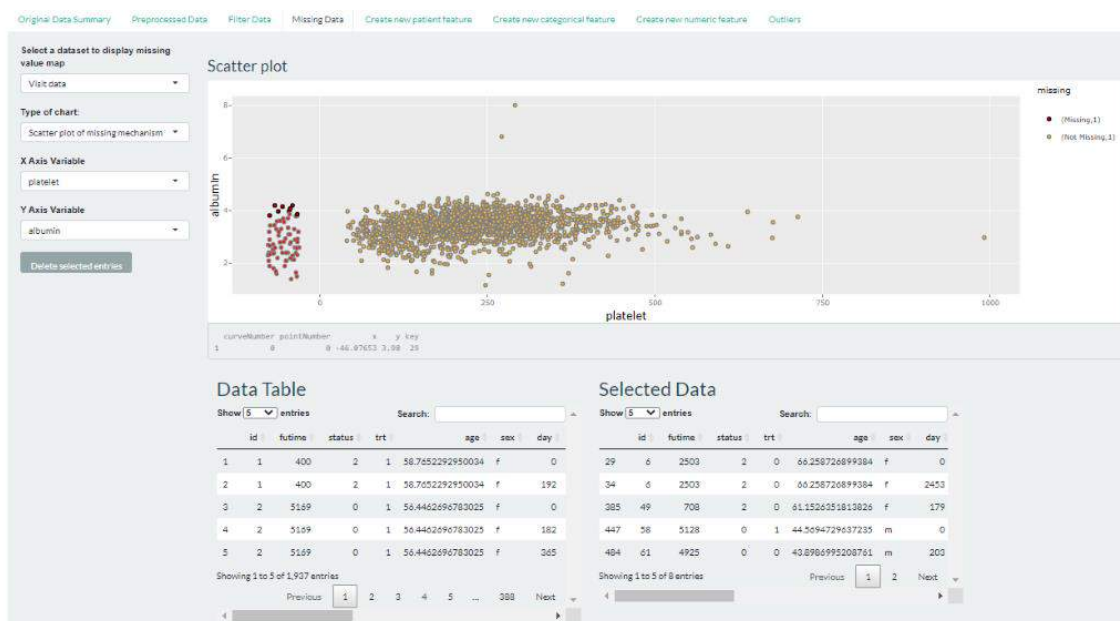 Original Data Summary Preprocessed Data Filter Data Missing Data Create new patient feature Create new categorical feature Create new numeric feature Outliers
Select a dataset to display missing
value map
Visit data
Type of chart:
Scatter plot of missing mechanism
X Axis Variable
platelet
Y Axis Variable
albumin
Delete selected entries
Scatter plot
8-
6-
4-
2-
albumin
0 250 500 750 1000
platelet
missing
(Missing,1)
(Not Missing,1)
curveNumber pointNumber x y key
1 0 0 -46.07653 3.98 29
Data Table
Show 5 entries Search:
id futime status trt age sex day
1 1 400 2 1 58.7652292950034 f 0
2 1 400 2 1 58.7652292950034 f 192
3 2 5169 0 1 56.4462696783025 f 0
4 2 5169 0 1 56.4462696783025 f 182
5 2 5169 0 1 56.4462696783025 f 365
Showing 1 to 5 of 1,937 entries
Previous 1 2 3 4 5 ... 388 Next
Selected Data
Show 5 entries Search:
id futime status trt age sex day
29 6 2503 2 0 66.258726899384 f 0
34 6 2503 2 0 66.258726899384 f 2453
385 49 708 2 0 61.1526351813826 f 179
447 58 5128 0 1 44.5694729637235 m 0
484 61 4925 0 0 43.8986995208761 m 203
Showing 1 to 5 of 8 entries
Previous 1 2 Next